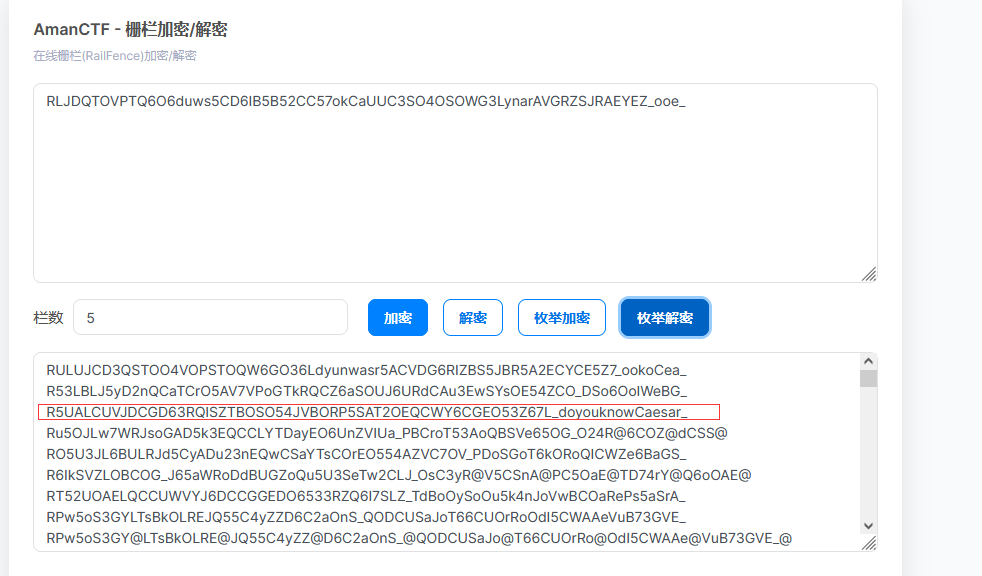 AmanCTF - 栅栏加密/解密
在线栅栏(RailFence)加密/解密
RLJDQTOVPTQ6O6duws5CD6IB5B52CC57okCaUUC3SO4OSOWG3LynarAVGRZSJRAEYEZ_ooe_
栏数 5 加密 解密 枚举加密 枚举解密
RULUJCD3QSTOO4VOPSTOQW6GO36Ldyunwasr5ACVDG6RIZBS5JBR5A2ECYCE5Z7_ookoCea_
R53LBLJ5yD2nQCaTCrO5AV7VPoGTkRQCZ6aSOUJ6URdCAu3EwSYsOE54ZCO_DSo6OoIWeBG_
R5UALCUVJDCGD63RQISZTBOSO54JVBORP5SAT2OEQCWY6CGEO53Z67L_doyouknowCaesar_
Ru5OJLw7WRJsoGAD5k3EQCCLYTDayEO6UnZVIUa_PBCroT53AoQBSVe65OG_O24R@6COZ@dCSS@
RO5U3JL6BULRJd5CyADu23nEQwCSaYTsCOrEO554AZVC7OV_PDoSGoT6kORoQICWZe6BaGS_
R6IkSVZLOBCOG_J65aWRoDdBUGZoQu5U3SeTw2CLJ_OsC3yR@V5CSnA@PC5OaE@TD74rY@Q6oOAE@
RT52UOAELQCCUWVYJ6DCCGGEDO6533RZQ6I7SLZ_TdBoOySoOu5k4nJoVwBCOaRePs5aSrA_
RPw5oS3GYLTsBkOLREJQ55C4yZZD6C2aOnS_QODCUSaJoT66CUOrRoOdI5CWAAeVuB73GVE_
RPw5oS3GY@LTsBkOLRE@JQ55C4yZZ@D6C2aOnS_@QODCUSaJo@T66CUOrRo@OdI5CWAAe@VuB73GVE_@